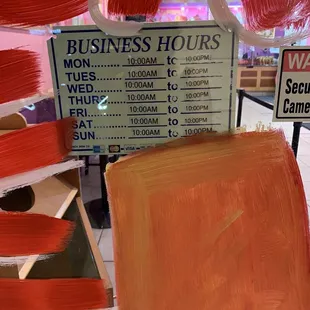 BUSINESS HOURS
MON........... 10:00AM to 10:00PM
TUES........... 10:00AM to 10:00PM
WED........... 10:00AM to 10:00PM
THUR........... 10:00AM to 10:00PM
FRI........... 10:00AM to 10:00PM
SAT........... 10:00AM to 10:00PM
SUN........... 10:00AM to 10:00PM
WA
Secu
Came